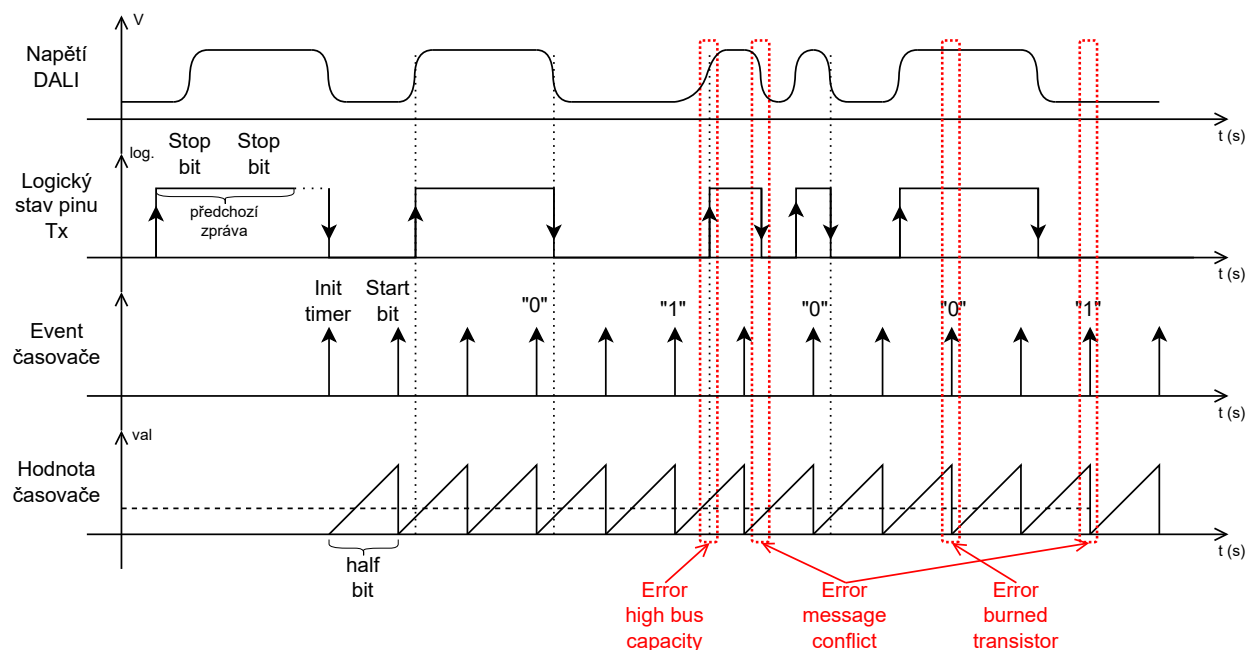 V
Napětí
DALI
t (s)
log.
Stop
bit
Stop
bit
Logický
stav pinu
Tx
předchozí
zpráva
t (s)
Init
timer
Start
bit
"0"
"1"
"0"
"0"
"1"
Event
časovače
t (s)
val
Hodnota
časovače
t (s)
half
bit
Error
high bus
capacity
Error
message
conflict
Error
burned
transistor